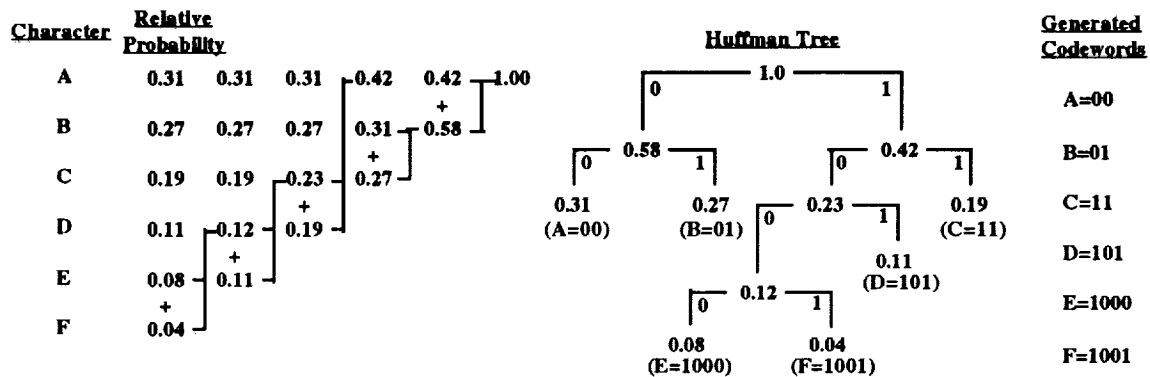 Character
Relative
Probability
A 0.31 0.31 0.31 0.42 0.42 1.00
+
B 0.27 0.27 0.27 0.31 0.58
+
C 0.19 0.19 0.23 0.27
+
D 0.11 0.12 0.19
+
E 0.08 0.11
+
F 0.04
Huffman Tree
1.0
0 1
0.58 0.42
0 1 0 1
0.31 0.27 0.23 0.19
(A=00) (B=01) (C=11)
0 1
0.11
(D=101)
0.12
0 1
0.08 0.04
(E=1000) (F=1001)
Generated
Codewords
A=00
B=01
C=11
D=101
E=1000
F=1001